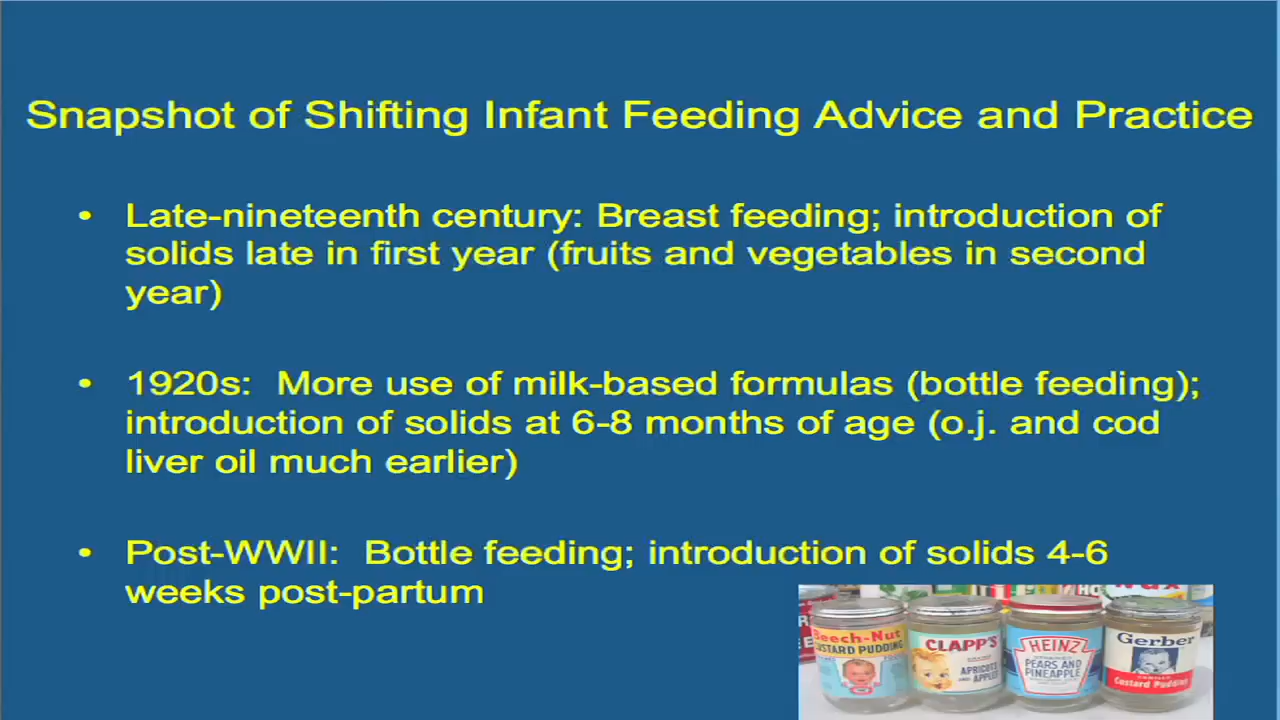 Snapshot of Shifting Infant Feeding Advice and Practice
• Late-nineteenth century: Breast feeding; introduction of
solids late in first year (fruits and vegetables in second
year)
• 1920s: More use of milk-based formulas (bottle feeding);
introduction of solids at 6-8 months of age (o.j. and cod
liver oil much earlier)
• Post-WWII: Bottle feeding; introduction of solids 4-6
weeks post-partum
Beech-Nut
CUSTARD PUDDING
CLAPP'S
APRICOTS
AND APPLES
HEINZ
PEARS AND
PINEAPPLE
Gerber
Custard Pudding